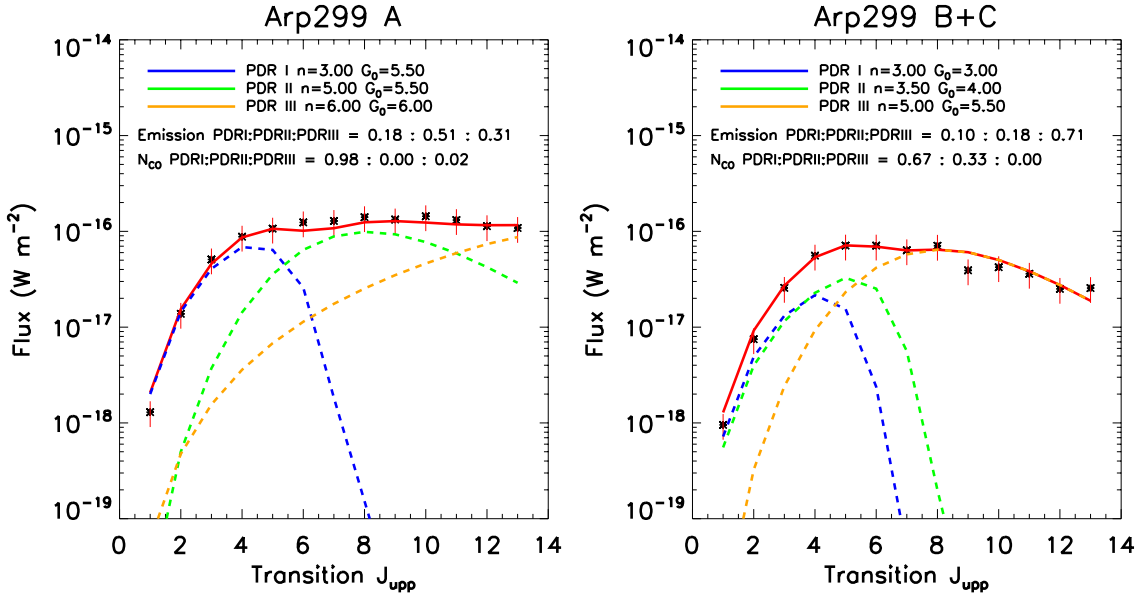 Arp299 A
10⁻¹⁴
PDR I n=3.00 G₀=5.50
PDR II n=5.00 G₀=5.50
PDR III n=6.00 G₀=6.00
10⁻¹⁵
Emission PDRI:PDRII:PDRIII = 0.18 : 0.51 : 0.31
N_CO PDRI:PDRII:PDRIII = 0.98 : 0.00 : 0.02
10⁻¹⁶
10⁻¹⁷
10⁻¹⁸
10⁻¹⁹
Flux (W m⁻²)
0 2 4 6 8 10 12 14
Transition J_upp
Arp299 B+C
10⁻¹⁴
PDR I n=3.00 G₀=3.00
PDR II n=3.50 G₀=4.00
PDR III n=5.00 G₀=5.50
10⁻¹⁵
Emission PDRI:PDRII:PDRIII = 0.10 : 0.18 : 0.71
N_CO PDRI:PDRII:PDRIII = 0.67 : 0.33 : 0.00
10⁻¹⁶
10⁻¹⁷
10⁻¹⁸
10⁻¹⁹
Flux (W m⁻²)
0 2 4 6 8 10 12 14
Transition J_upp